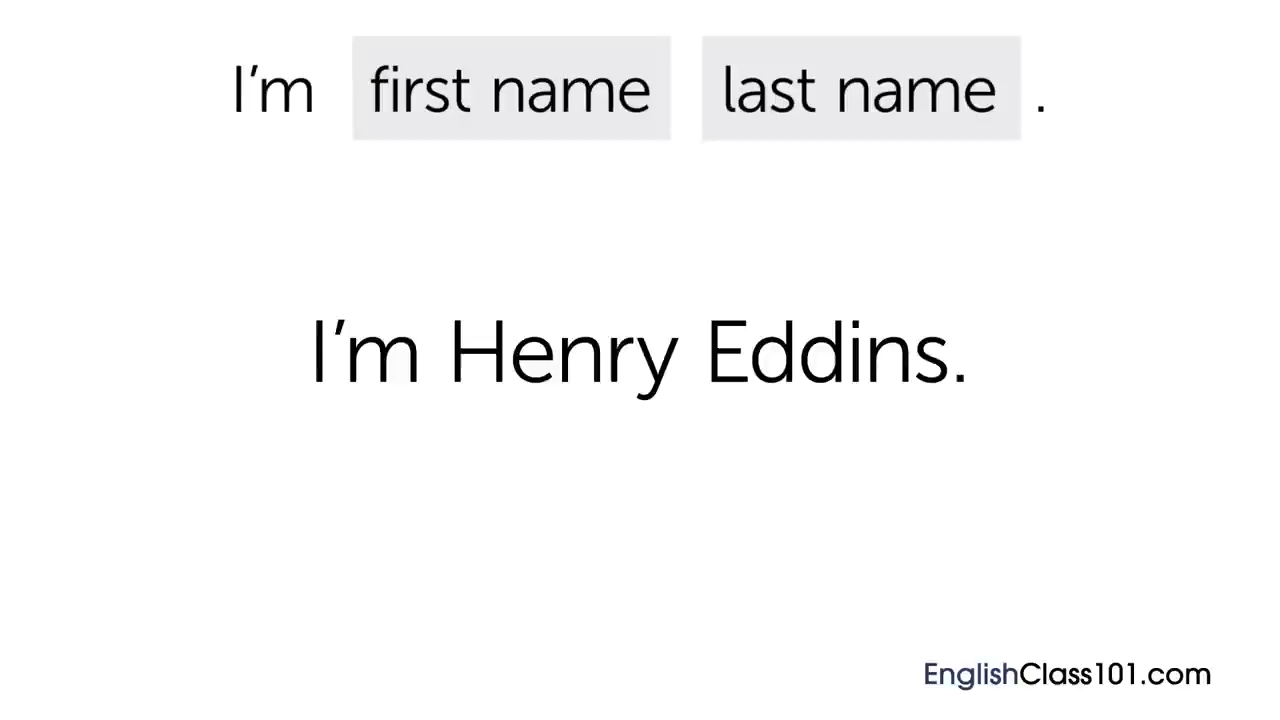 I’m first name last name .
I’m Henry Eddins.
EnglishClass101.com